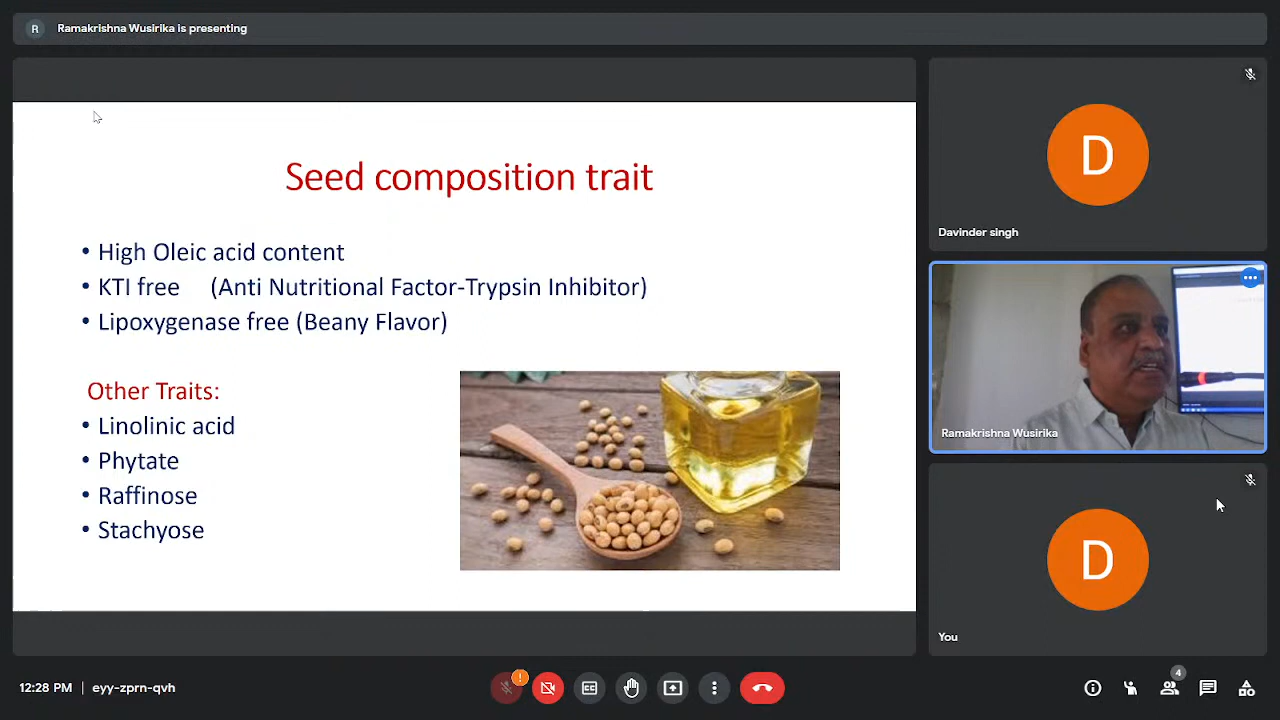 R Ramakrishna Wusirika is presenting
Seed composition trait
• High Oleic acid content
• KTI free (Anti Nutritional Factor-Trypsin Inhibitor)
• Lipoxygenase free (Beany Flavor)
Other Traits:
• Linolinic acid
• Phytate
• Raffinose
• Stachyose
D
Davinder singh
Ramakrishna Wusirika
D
You
12:28 PM | eyy-zprn-qvh
!
CC
4